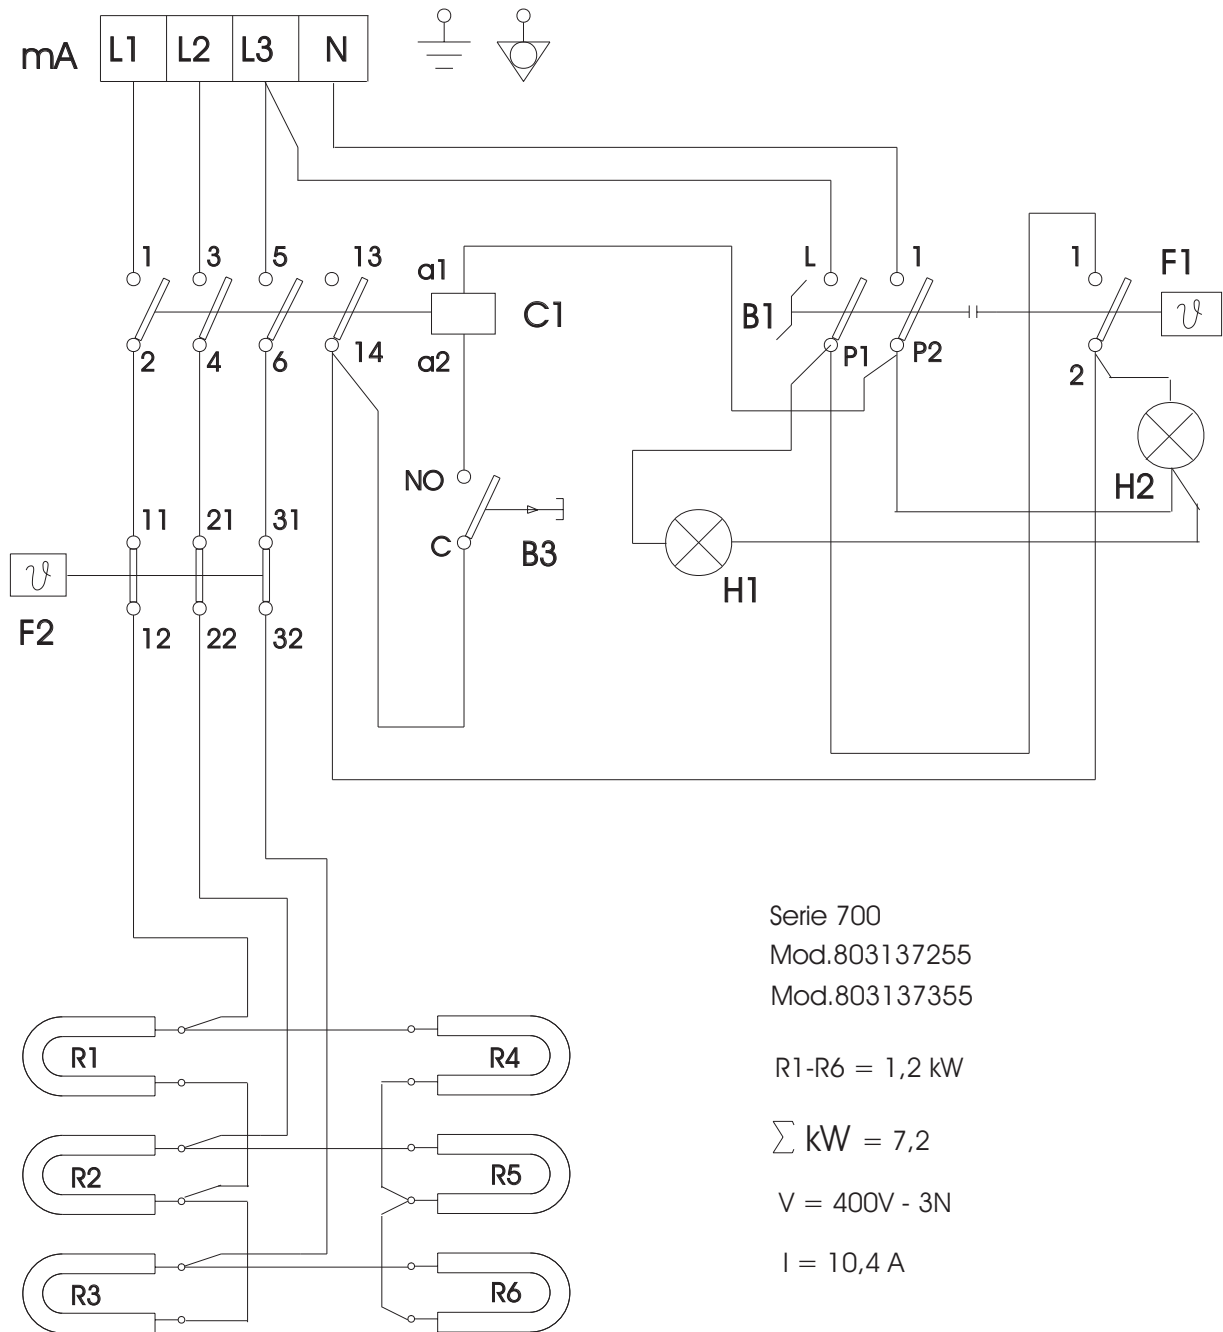 mA L1 L2 L3 N
1 3 5 13 a1 L 1 1 F1
C1 B1 ϑ
2 4 6 14 a2 P1 P2 2
NO H2
11 21 31 C B3
ϑ H1
F2 12 22 32
Serie 700
Mod.803137255
Mod.803137355
R1 R4 R1-R6 = 1,2 kW
∑ kW = 7,2
R2 R5
V = 400V - 3N
I = 10,4 A
R3 R6